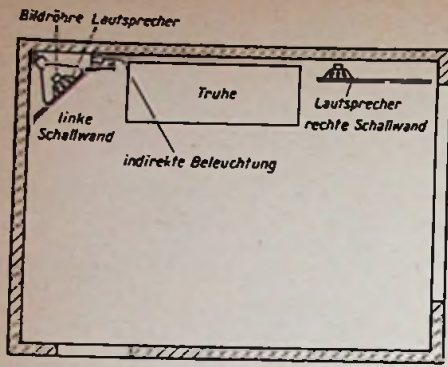 Bildröhre Lautsprecher
Truhe
linke
Schallwand
Lautsprecher
rechte Schallwand
indirekte Beleuchtung